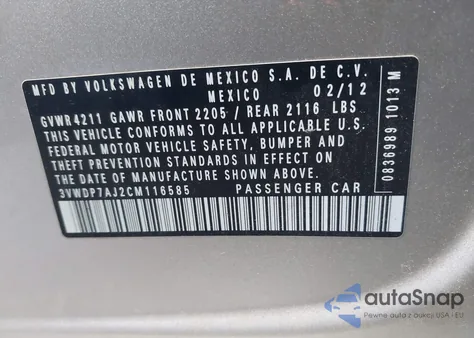 MFD BY VOLKSWAGEN DE MEXICO S.A. DE C.V.
MEXICO 02/12
GVWR 4211 GAWR FRONT 2205 / REAR 2116 LBS
THIS VEHICLE CONFORMS TO ALL APPLICABLE U.S.
FEDERAL MOTOR VEHICLE SAFETY, BUMPER AND
THEFT PREVENTION STANDARDS IN EFFECT ON
THE DATE OF MANUFACTURE SHOWN ABOVE.
3VWDP7AJ2CM116585 PASSENGER CAR
0836989 1013 M
autoSnap
Pewne auto z aukcji USA i EU